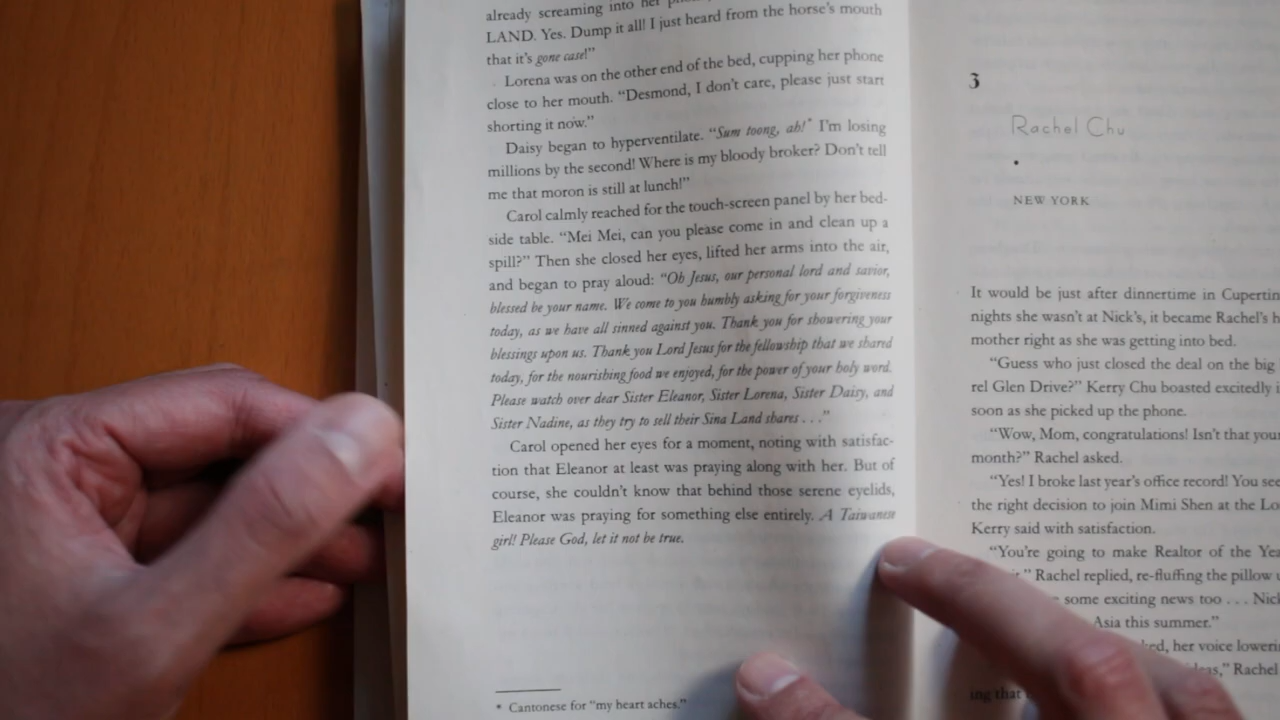 already screaming into her
LAND. Yes. Dump it all! I just heard from the horse's mouth
that it's gone case!"
Lorena was on the other end of the bed, cupping her phone
close to her mouth. "Desmond, I don't care, please just start
shorting it now."
Daisy began to hyperventilate. "Sum toong, ah!* I'm losing
millions by the second! Where is my bloody broker? Don't tell
me that moron is still at lunch!"
Carol calmly reached for the touch-screen panel by her bed-
side table. "Mei Mei, can you please come in and clean up a
spill?" Then she closed her eyes, lifted her arms into the air,
and began to pray aloud: "Oh Jesus, our personal lord and savior,
blessed be your name. We come to you humbly asking for your forgiveness
today, as we have all sinned against you. Thank you for showering your
blessings upon us. Thank you Lord Jesus for the fellowship that we shared
today, for the nourishing food we enjoyed, for the power of your holy word.
Please watch over dear Sister Eleanor, Sister Lorena, Sister Daisy, and
Sister Nadine, as they try to sell their Sina Land shares . . ."
Carol opened her eyes for a moment, noting with satisfac-
tion that Eleanor at least was praying along with her. But of
course, she couldn't know that behind those serene eyelids,
Eleanor was praying for something else entirely. A Taiwanese
girl! Please God, let it not be true.
* Cantonese for "my heart aches."
3
Rachel Chu
•
NEW YORK
It would be just after dinnertime in Cupertin
nights she wasn't at Nick's, it became Rachel's h
mother right as she was getting into bed.
"Guess who just closed the deal on the big
rel Glen Drive?" Kerry Chu boasted excitedly i
soon as she picked up the phone.
"Wow, Mom, congratulations! Isn't that your
month?" Rachel asked.
"Yes! I broke last year's office record! You see
the right decision to join Mimi Shen at the Lo
Kerry said with satisfaction.
"You're going to make Realtor of the Yea
" Rachel replied, re-fluffing the pillow u
some exciting news too . . . Nick
Asia this summer."
ked, her voice loweri
deas," Rachel
ing that